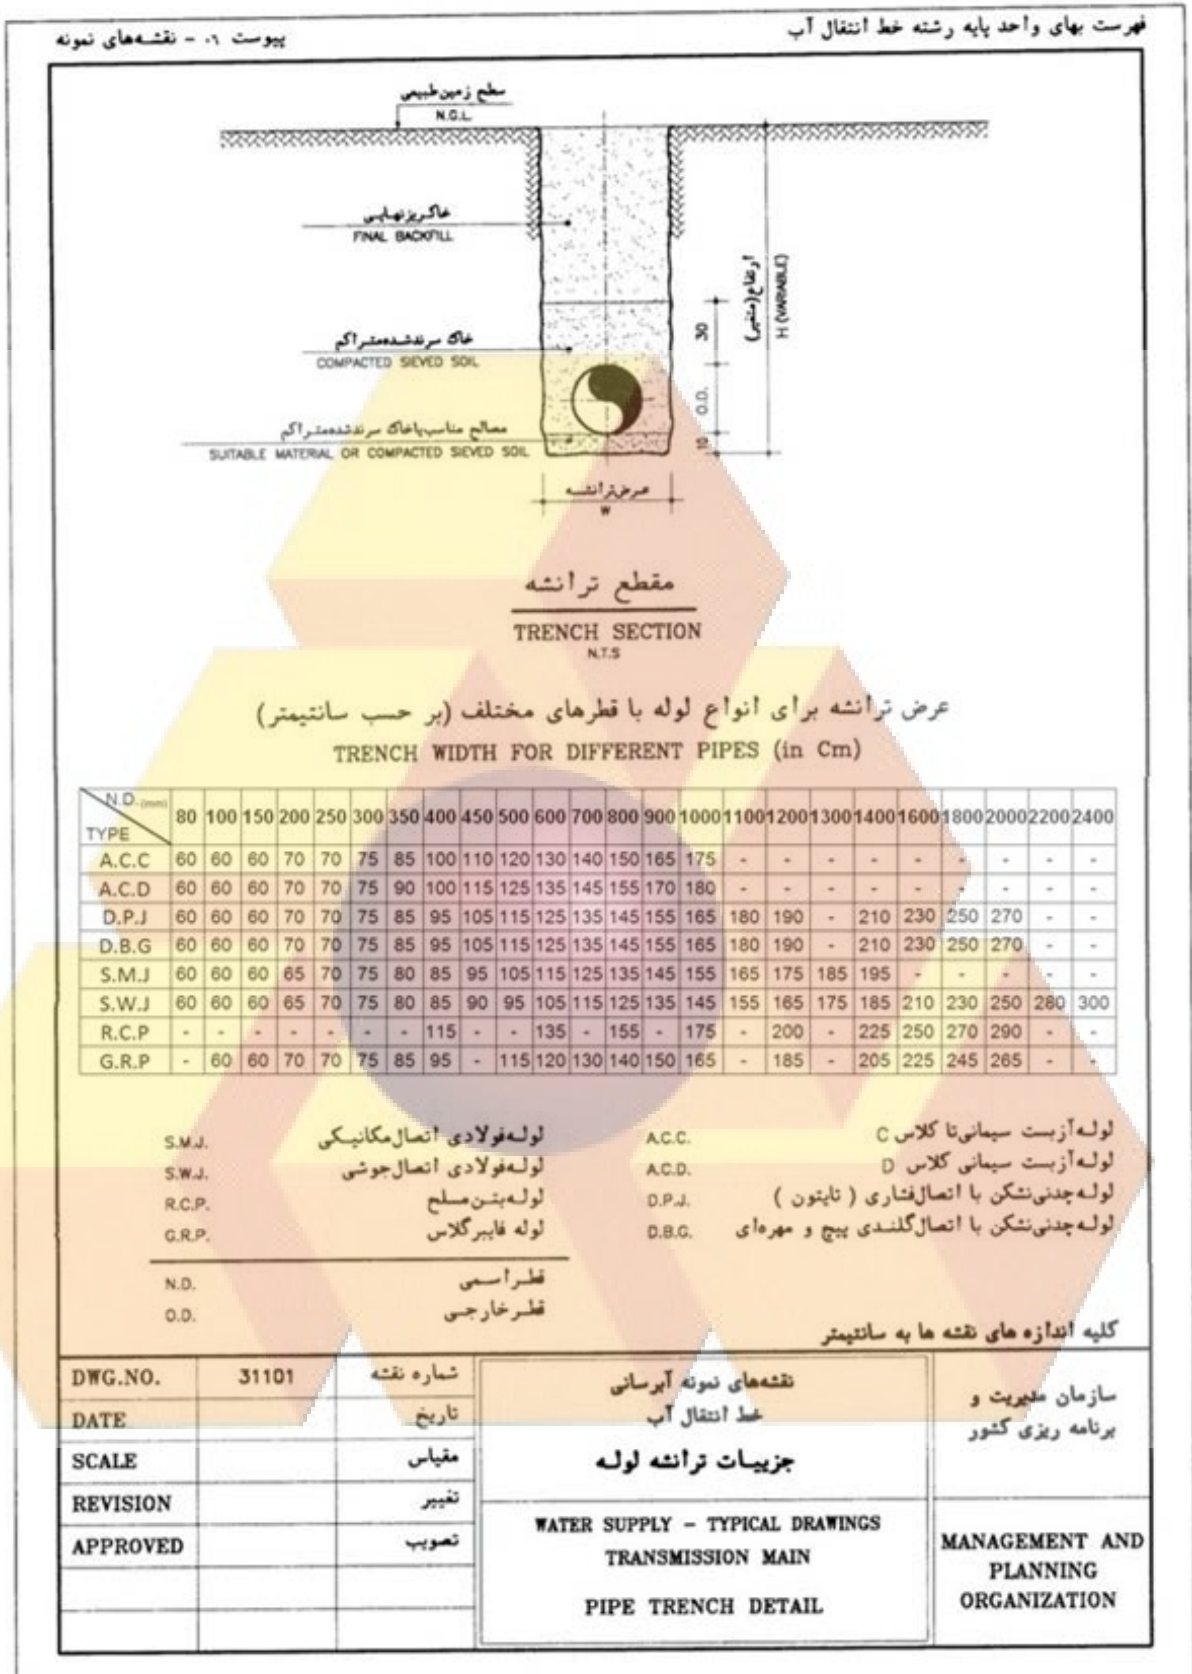 فهرست بهای واحد پایه رشته خط انتقال آب
پیوست ۰۶ - نقشه‌های نمونه
سطح زمین‌طبیعی
N.G.L.
خاکریزنهایی
FINAL BACKFILL
خاک سرندشده‌متراکم
COMPACTED SIEVED SOIL
مصالح مناسب‌یاخاک سرندشده‌متراکم
SUITABLE MATERIAL OR COMPACTED SIEVED SOIL
30
O.D.
10
ارتفاع(متغیر)
H (VARIABLE)
عرض‌ترانشه
W
مقطع ترانشه
TRENCH SECTION
N.T.S
عرض ترانشه برای انواع لوله با قطرهای مختلف (بر حسب سانتیمتر)
TRENCH WIDTH FOR DIFFERENT PIPES (in Cm)
N.D.(mm) TYPE 80 100 150 200 250 300 350 400 450 500 600 700 800 900 1000 1100 1200 1300 1400 1600 1800 2000 2200 2400
A.C.C 60 60 60 70 70 75 85 100 110 120 130 140 150 165 175 - - - - - - - - -
A.C.D 60 60 60 70 70 75 90 100 115 125 135 145 155 170 180 - - - - - - - - -
D.P.J 60 60 60 70 70 75 85 95 105 115 125 135 145 155 165 180 190 - 210 230 250 270 - -
D.B.G 60 60 60 70 70 75 85 95 105 115 125 135 145 155 165 180 190 - 210 230 250 270 - -
S.M.J 60 60 60 65 70 75 80 85 95 105 115 125 135 145 155 165 175 185 195 - - - - -
S.W.J 60 60 60 65 70 75 80 85 90 95 105 115 125 135 145 155 165 175 185 210 230 250 280 300
R.C.P - - - - - - - 115 - - 135 - 155 - 175 - 200 - 225 250 270 290 - -
G.R.P - 60 60 70 70 75 85 95 - 115 120 130 140 150 165 - 185 - 205 225 245 265 - -
لوله‌آزبست سیمانی‌تا کلاس C A.C.C.
لوله‌آزبست سیمانی کلاس D A.C.D.
لوله‌چدنی‌نشکن با اتصال‌فشاری ( تایتون ) D.P.J.
لوله‌چدنی‌نشکن با اتصال‌گلندی پیچ و مهره‌ای D.B.G.
لوله‌فولادی اتصال‌مکانیکی S.M.J.
لوله‌فولادی اتصال‌جوشی S.W.J.
لوله‌بتن‌مسلح R.C.P.
لوله فایبرگلاس G.R.P.
قطراسمی N.D.
قطرخارجی O.D.
کلیه اندازه های نقشه ها به سانتیمتر
DWG.NO. 31101 شماره نقشه
DATE تاریخ
SCALE مقیاس
REVISION تغییر
APPROVED تصویب
نقشه‌های نمونه آبرسانی
خط انتقال آب
جزییات ترانشه لوله
WATER SUPPLY – TYPICAL DRAWINGS
TRANSMISSION MAIN
PIPE TRENCH DETAIL
سازمان مدیریت و
برنامه ریزی کشور
MANAGEMENT AND
PLANNING
ORGANIZATION